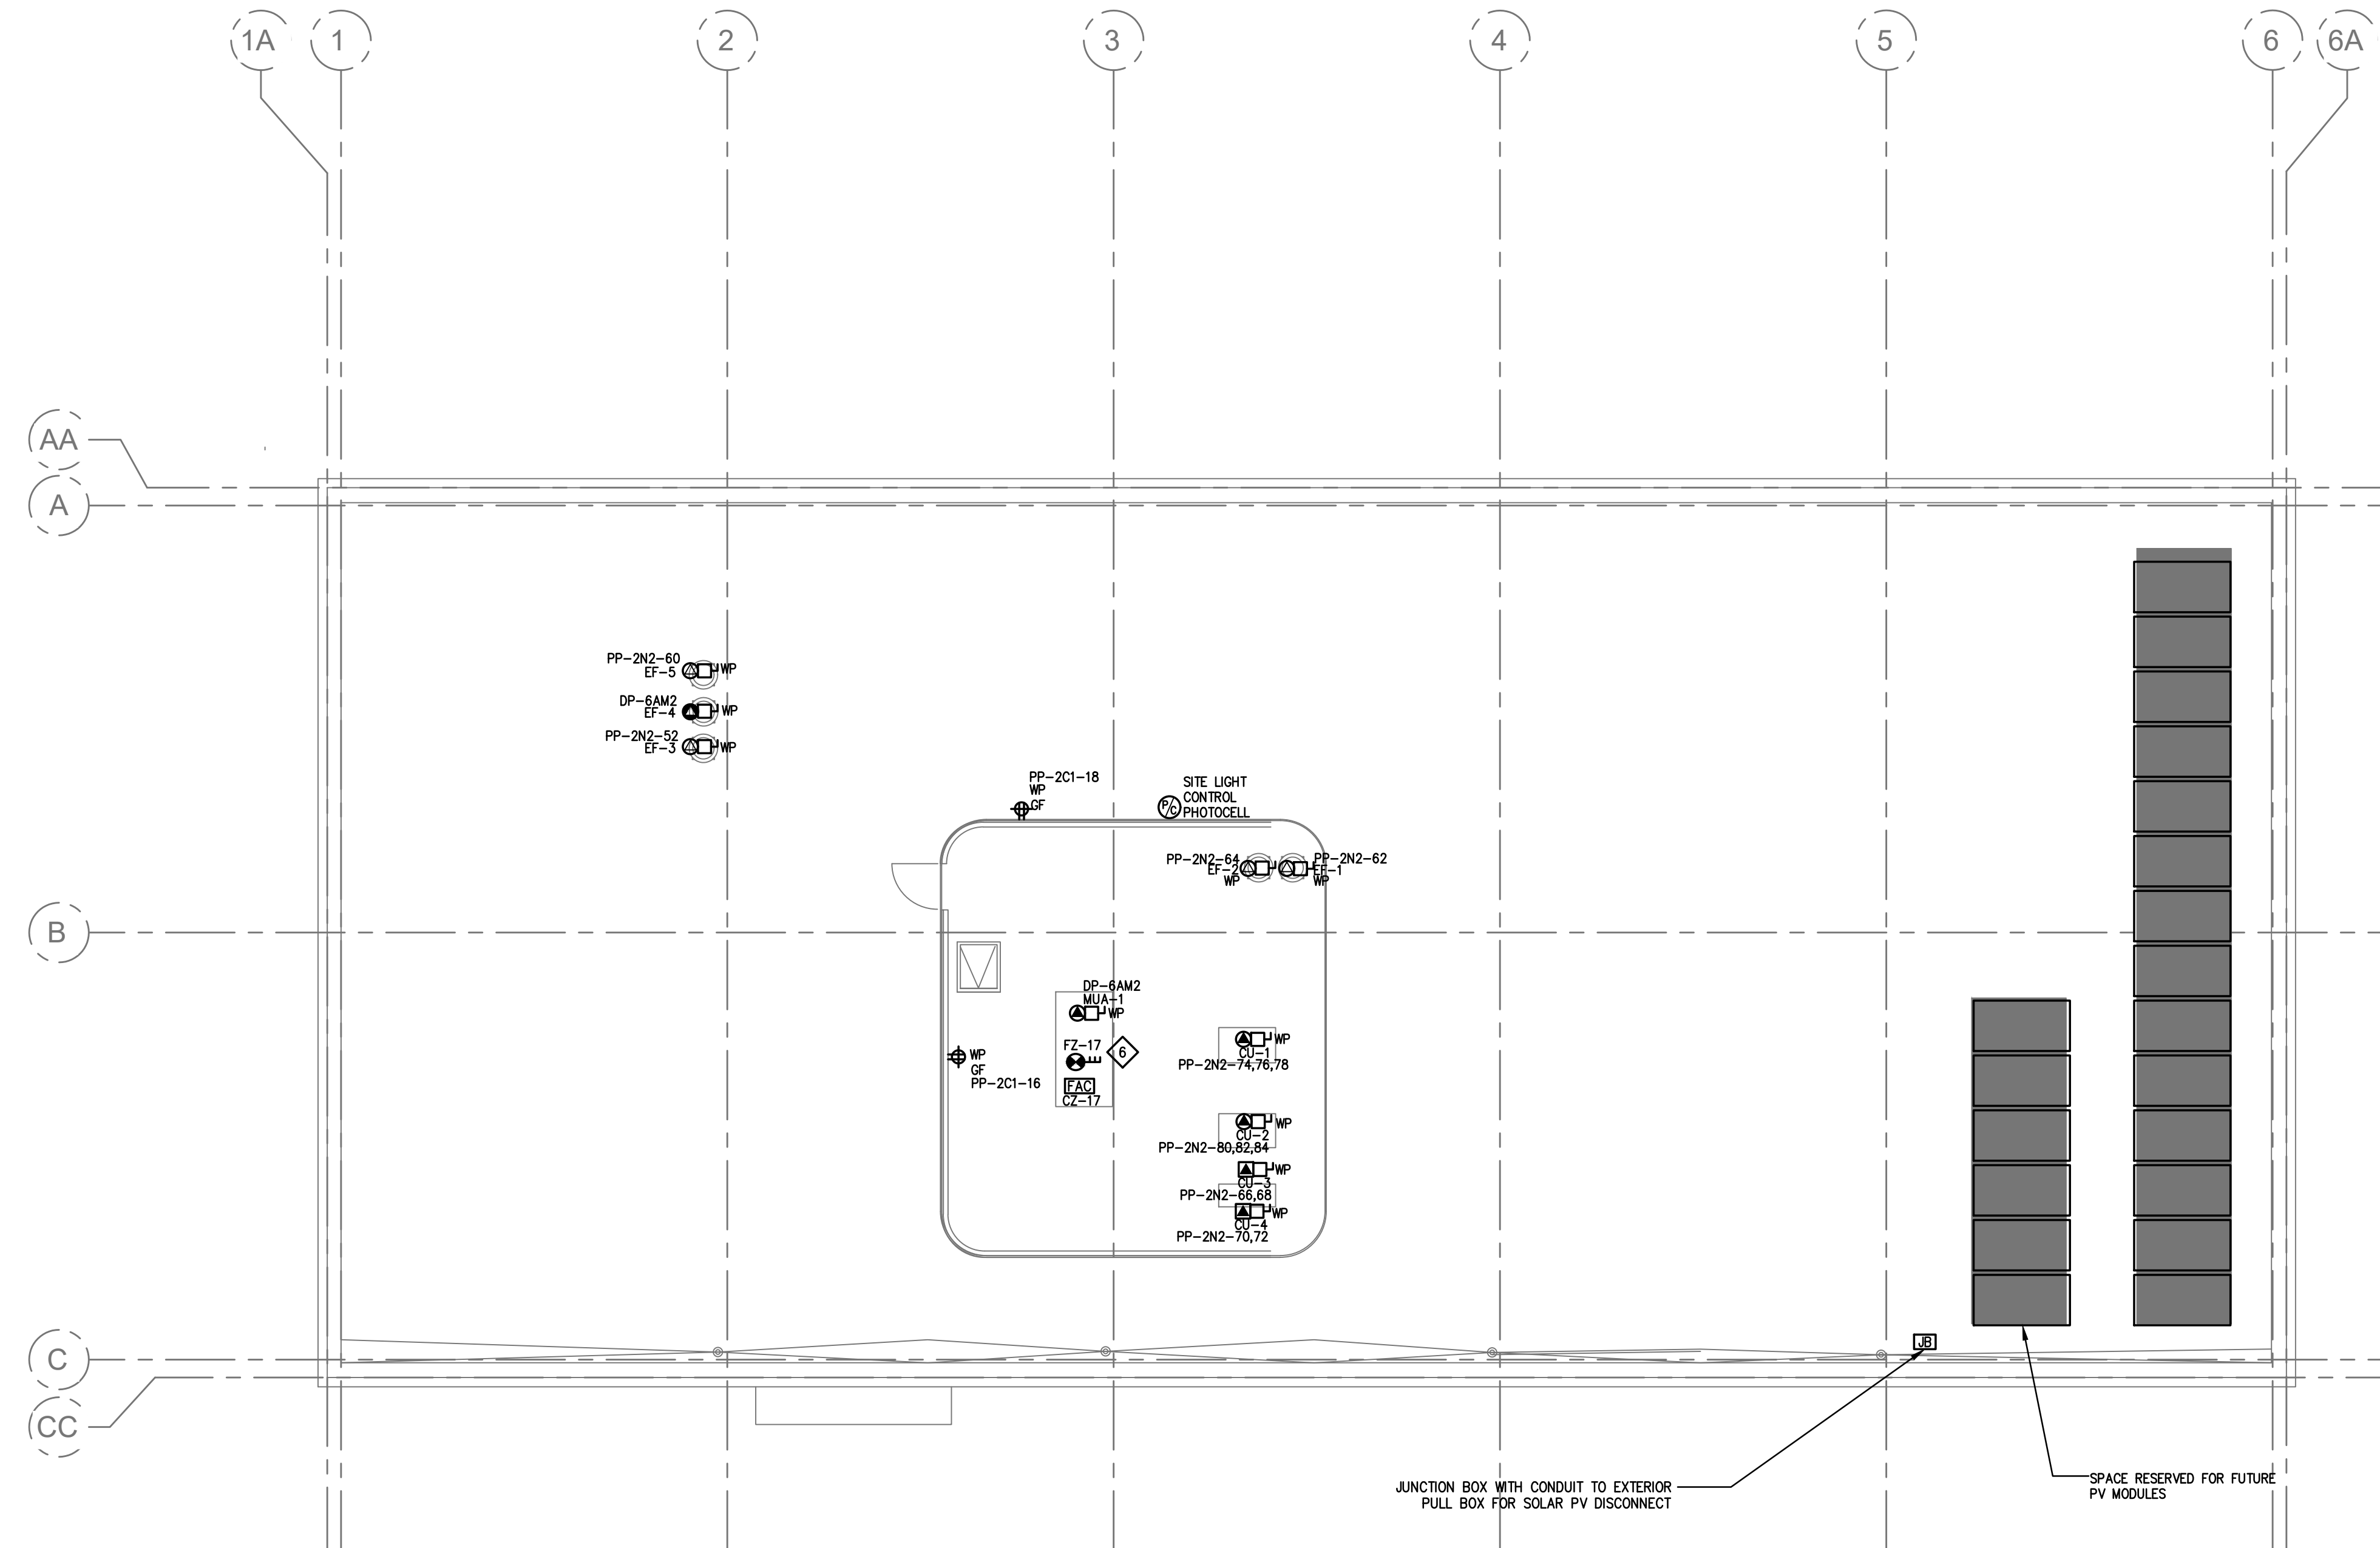 1A
1
2
3
4
5
6
6A
AA
A
PP-2N2-60
EF-5
WP
DP-6AM2
EF-4
WP
PP-2N2-52
EF-3
WP
PP-2C1-18
WP
GF
P/C
SITE LIGHT
CONTROL
PHOTOCELL
PP-2N2-64
EF-2
WP
PP-2N2-62
EF-1
WP
B
DP-6AM2
MUA-1
WP
FZ-17
6
FAC
CZ-17
WP
GF
PP-2C1-16
WP
CU-1
PP-2N2-74,76,78
WP
CU-2
PP-2N2-80,82,84
WP
CU-3
PP-2N2-66,68
WP
CU-4
PP-2N2-70,72
JB
C
CC
JUNCTION BOX WITH CONDUIT TO EXTERIOR
PULL BOX FOR SOLAR PV DISCONNECT
SPACE RESERVED FOR FUTURE
PV MODULES